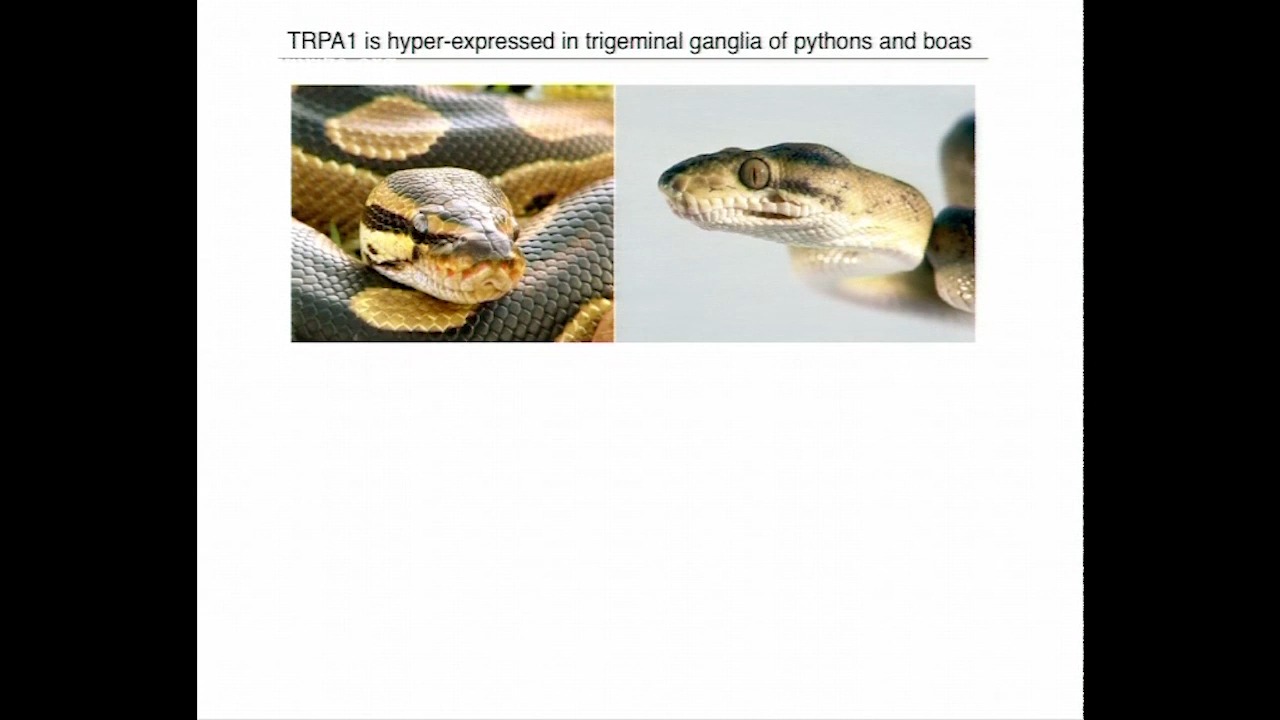 TRPA1 is hyper-expressed in trigeminal ganglia of pythons and boas